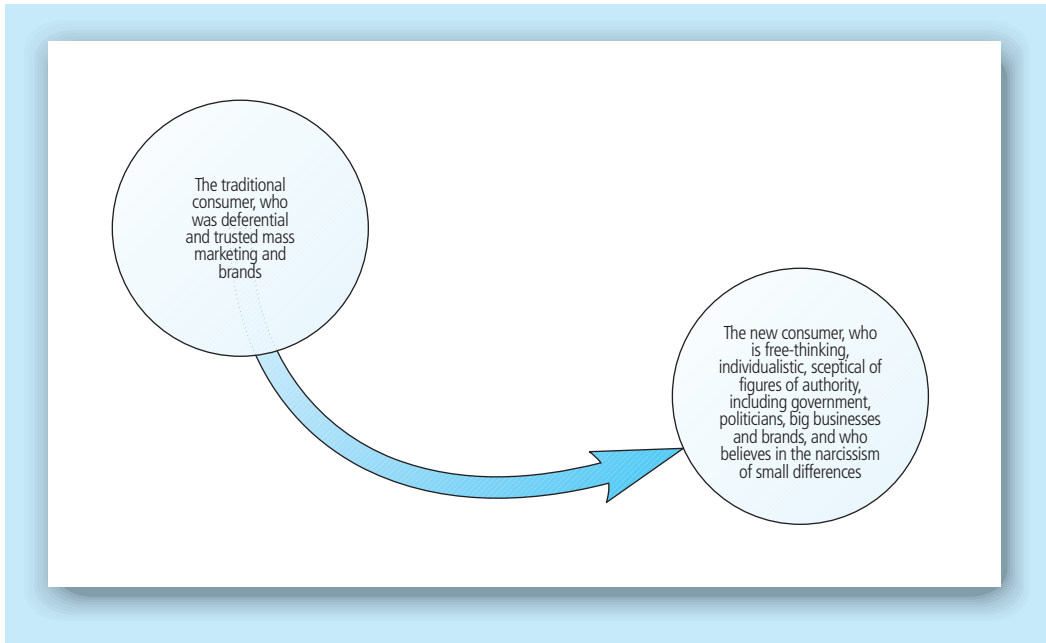 The traditional
consumer, who
was deferential
and trusted mass
marketing and
brands
The new consumer, who
is free-thinking,
individualistic, sceptical of
figures of authority,
including government,
politicians, big businesses
and brands, and who
believes in the narcissism
of small differences